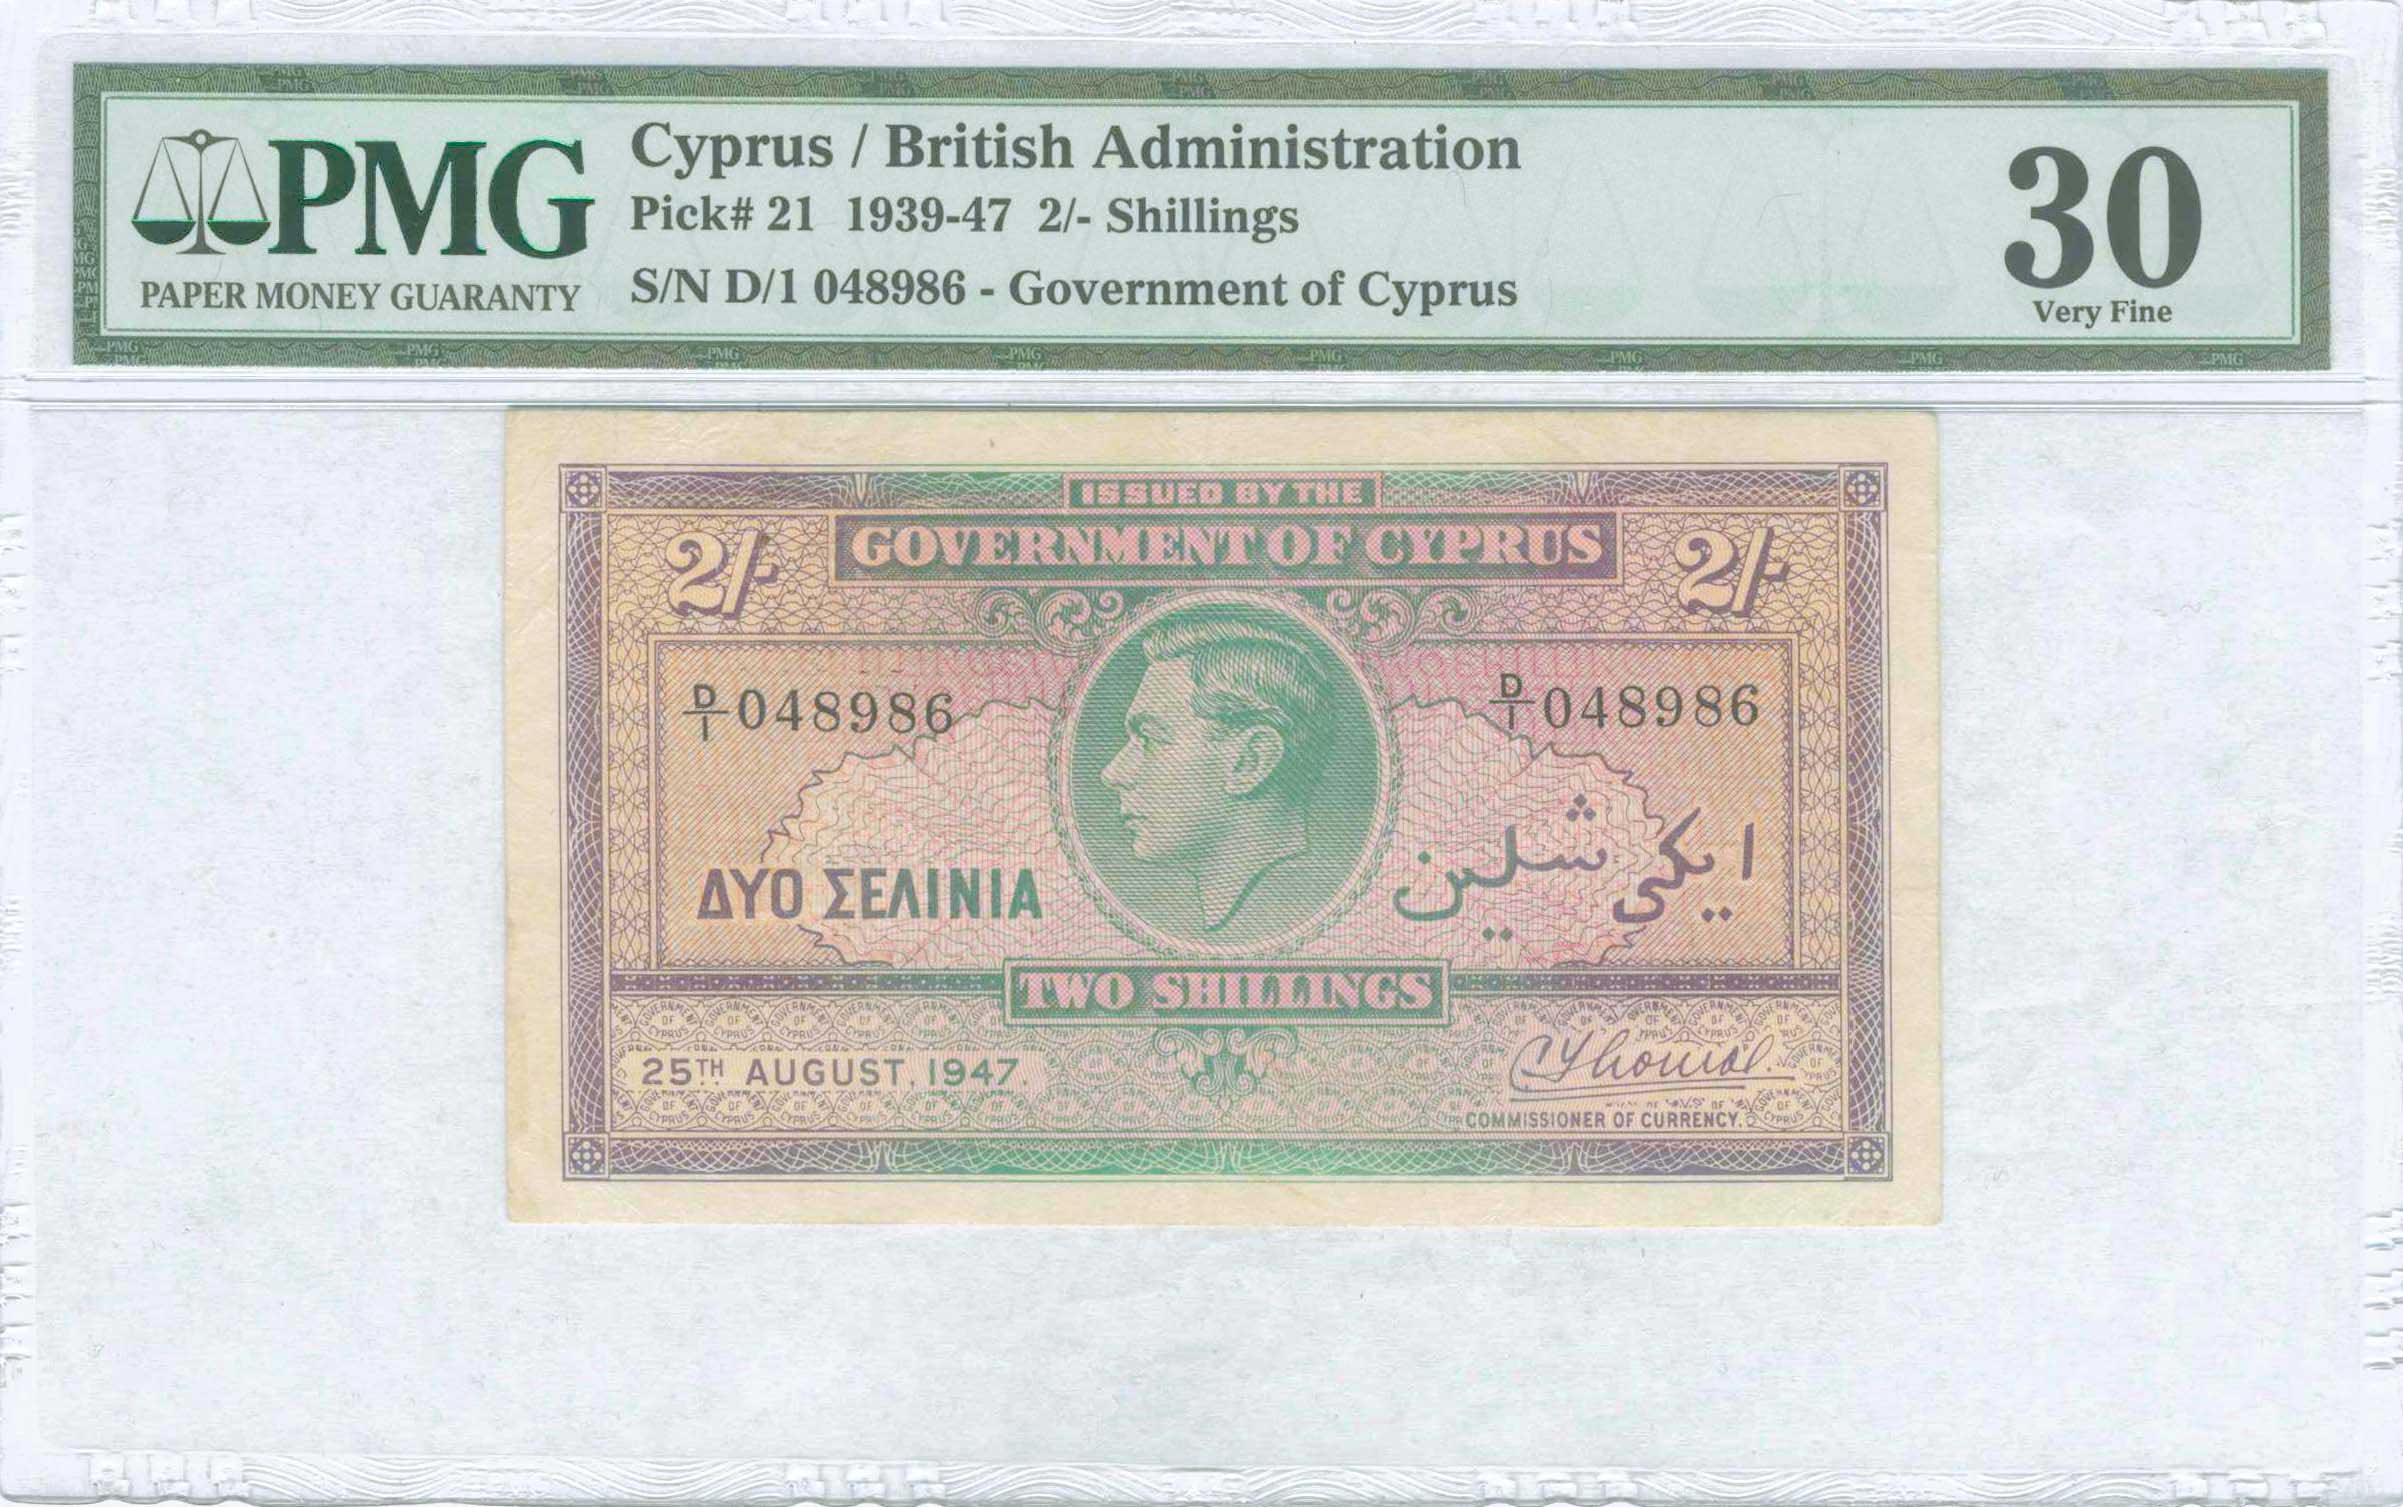 PMG
PAPER MONEY GUARANTY
Cyprus / British Administration
Pick# 21 1939-47 2/- Shillings
S/N D/1 048986 - Government of Cyprus
30
Very Fine
ISSUED BY THE
GOVERNMENT OF CYPRUS
2/-
2/-
D/1 048986
D/1 048986
ΔΥΟ ΣΕΛΙΝΙΑ
ایکی شلین
TWO SHILLINGS
25TH AUGUST, 1947.
COMMISSIONER OF CURRENCY.